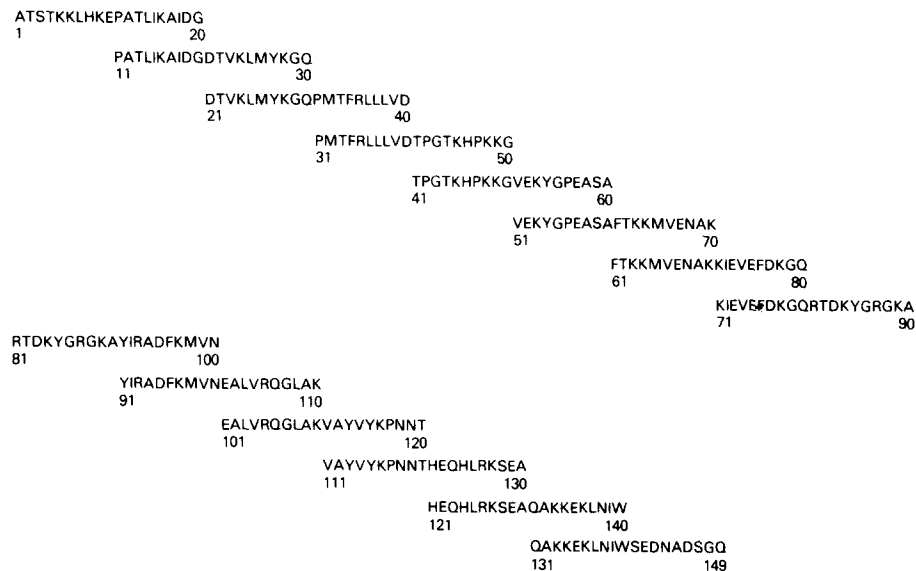 ATSTKKLHKEPATLIKAIDG
1 20
PATLIKAIDGDTVKLMYKGQ
11 30
DTVKLMYKGQPMTFRLLLVD
21 40
PMTFRLLLVDTPGTKHPKKG
31 50
TPGTKHPKKGVEKYGPEASA
41 60
VEKYGPEASAFTKKMVENAK
51 70
FTKKMVENAKKIEVEFDKGQ
61 80
KIEVEFDKGQRTDKYGRGKA
71 90
RTDKYGRGKAYIRADFKMVN
81 100
YIRADFKMVNEALVRQGLAK
91 110
EALVRQGLAKVAYVYKPNNT
101 120
VAYVYKPNNTHEQHLRKSEA
111 130
HEQHLRKSEAQAKKEKLNIW
121 140
QAKKEKLNIWSEDNADSGQ
131 149